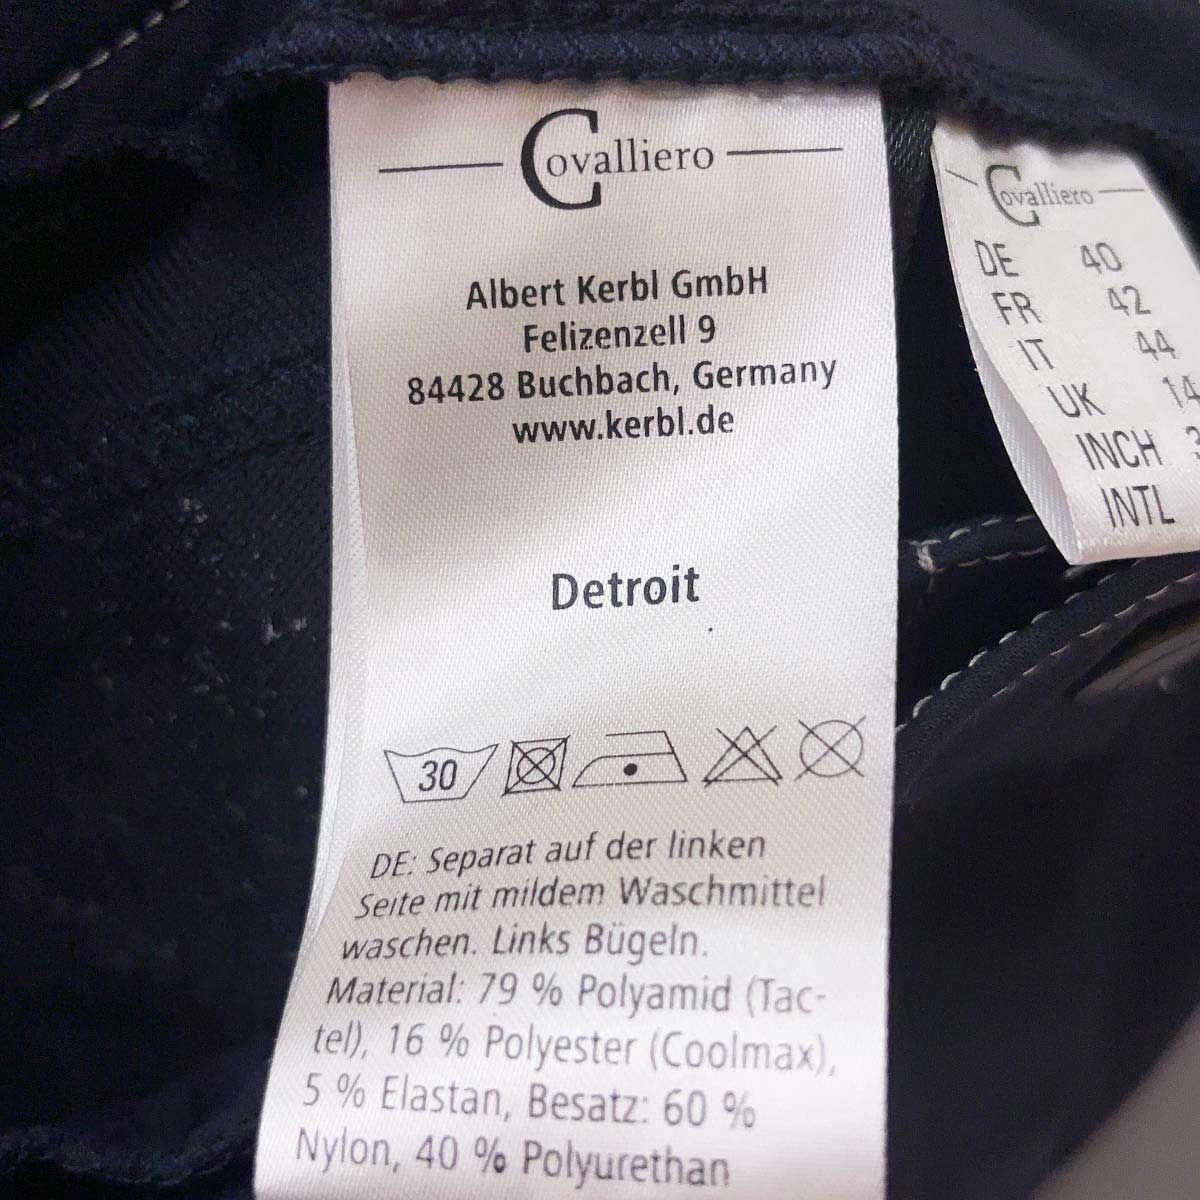 Covalliero
Albert Kerbl GmbH
Felizenzell 9
84428 Buchbach, Germany
www.kerbl.de
Detroit
30
DE: Separat auf der linken
Seite mit mildem Waschmittel
waschen. Links Bügeln.
Material: 79 % Polyamid (Tac-
tel), 16 % Polyester (Coolmax),
5 % Elastan, Besatz: 60 %
Nylon, 40 % Polyurethan
Covalliero
DE 40
FR 42
IT 44
UK 14
INCH
INTL